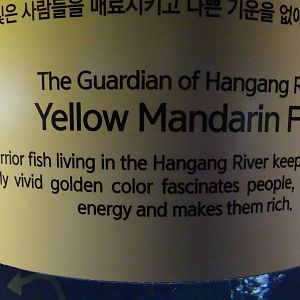 은 사람들을 매료시키고 나쁜 기운을 없
The Guardian of Hangang R
Yellow Mandarin F
rrior fish living in the Hangang River keep
My vivid golden color fascinates people,
energy and makes them rich.